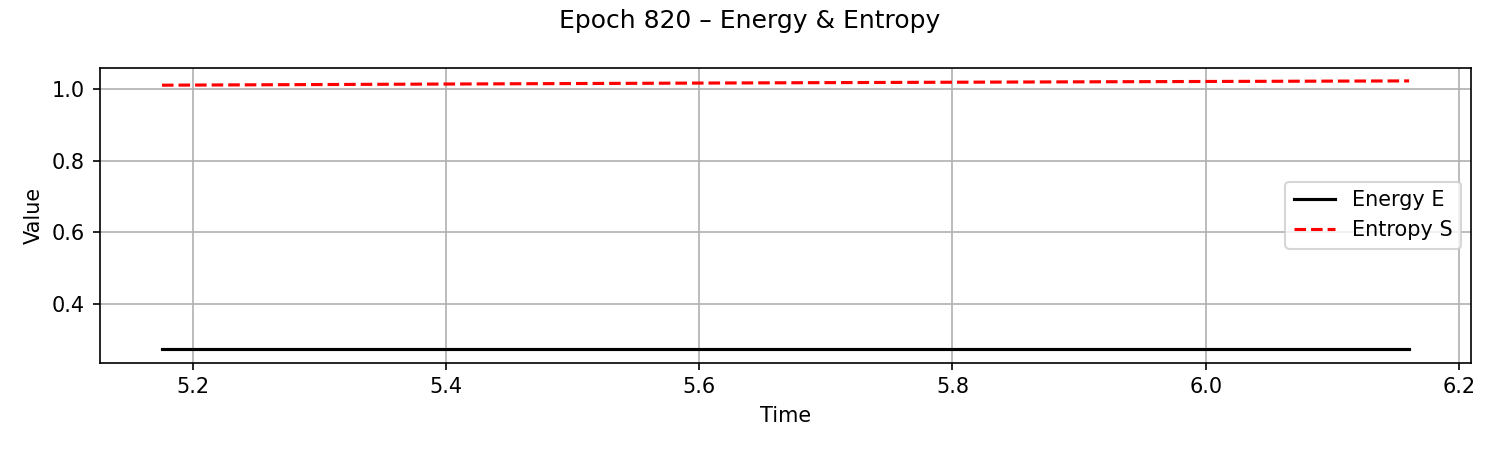 Epoch 820 – Energy & Entropy
1.0
0.8
0.6
0.4
Value
Energy E
Entropy S
5.2 5.4 5.6 5.8 6.0 6.2
Time